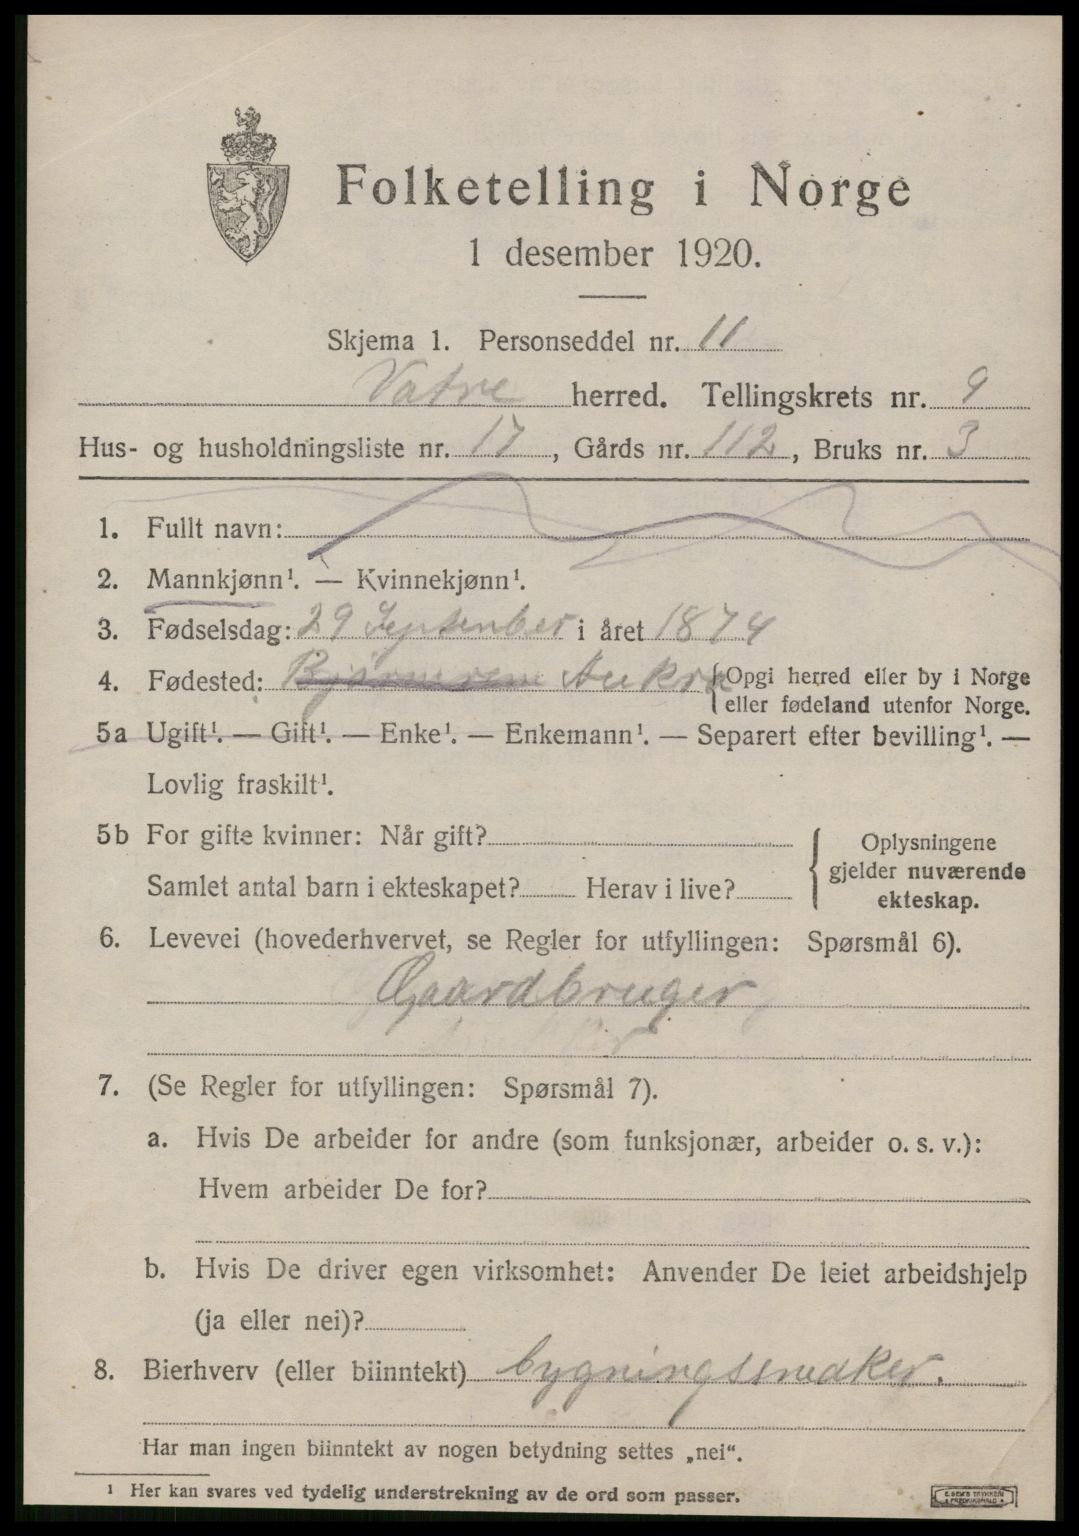 Folketelling i Norge
1 desember 1920.
Skjema 1. Personseddel nr. 11
Vatne herred. Tellingskrets nr. 9
Hus- og husholdningsliste nr. 17, Gårds nr. 112, Bruks nr. 3
1. Fullt navn:
2. Mannkjønn¹. — Kvinnekjønn¹.
3. Fødselsdag: 29 September i året 1874
4. Fødested: Bjørnerem Aukra {Opgi herred eller by i Norge
eller fødeland utenfor Norge.
5a Ugift¹. — Gift¹. — Enke¹. — Enkemann¹. — Separert efter bevilling¹. —
Lovlig fraskilt¹.
5b For gifte kvinner: Når gift?
Samlet antal barn i ekteskapet? Herav i live?
Oplysningene
gjelder nuværende
ekteskap.
6. Levevei (hovederhvervet, se Regler for utfyllingen: Spørsmål 6).
Gaardbruger
7. (Se Regler for utfyllingen: Spørsmål 7).
a. Hvis De arbeider for andre (som funksjonær, arbeider o. s. v.):
Hvem arbeider De for?
b. Hvis De driver egen virksomhet: Anvender De leiet arbeidshjelp
(ja eller nei)?
8. Bierhverv (eller biinntekt) bygningssnedker.
Har man ingen biinntekt av nogen betydning settes „nei“.
¹ Her kan svares ved tydelig understrekning av de ord som passer.